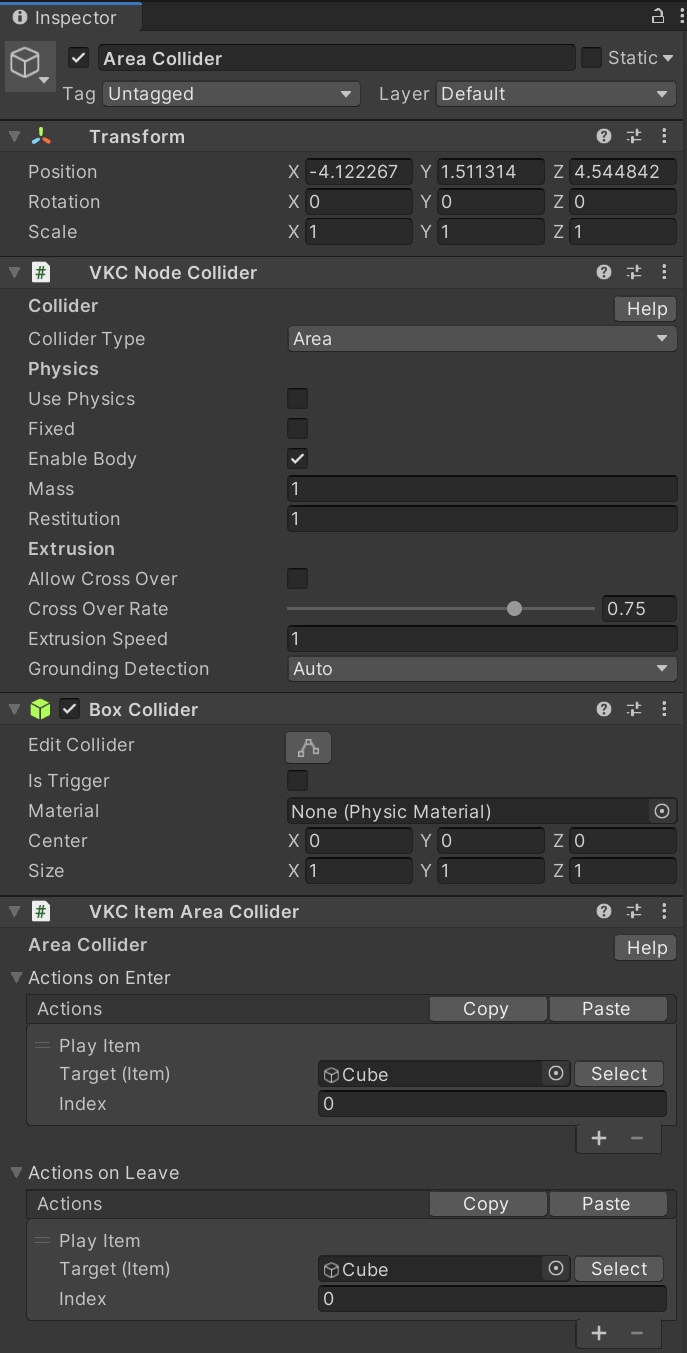 Inspector
Area Collider
Static
Tag Untagged Layer Default
Transform
Position X -4.122267 Y 1.511314 Z 4.544842
Rotation X 0 Y 0 Z 0
Scale X 1 Y 1 Z 1
# VKC Node Collider
Collider Help
Collider Type Area
Physics
Use Physics
Fixed
Enable Body
Mass 1
Restitution 1
Extrusion
Allow Cross Over
Cross Over Rate 0.75
Extrusion Speed 1
Grounding Detection Auto
Box Collider
Edit Collider
Is Trigger
Material None (Physic Material)
Center X 0 Y 0 Z 0
Size X 1 Y 1 Z 1
# VKC Item Area Collider
Area Collider Help
Actions on Enter
Actions Copy Paste
Play Item
Target (Item) Cube Select
Index 0
+ −
Actions on Leave
Actions Copy Paste
Play Item
Target (Item) Cube Select
Index 0
+ −